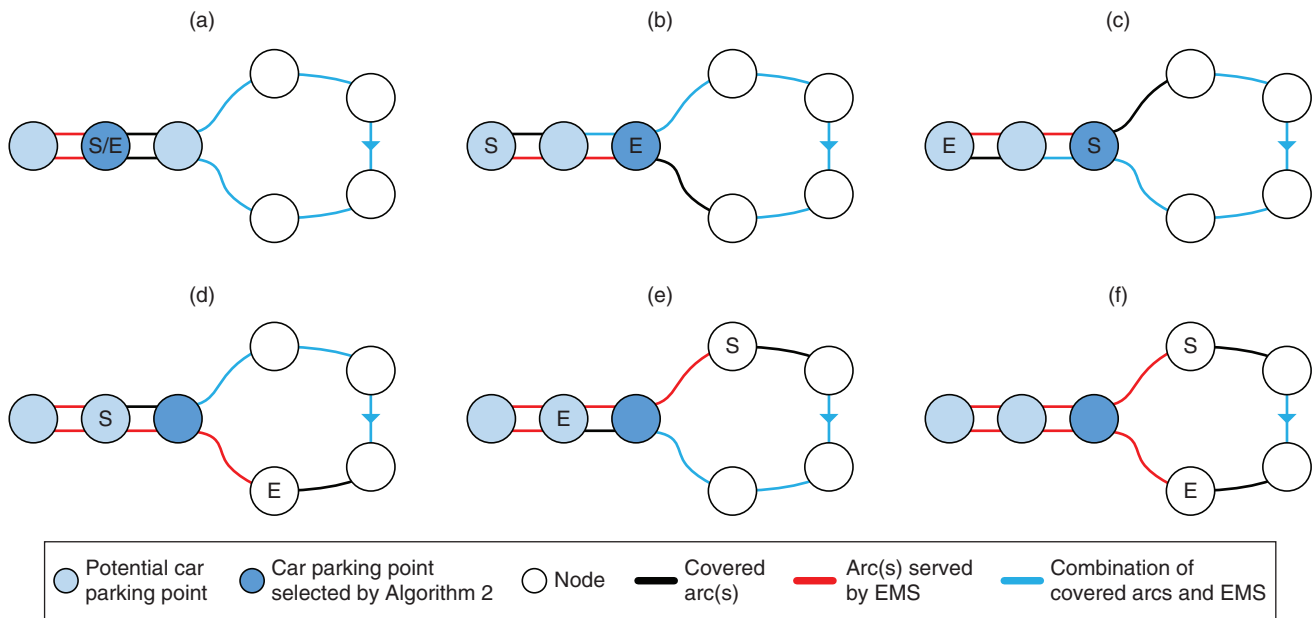 (a)
(b)
(c)
S/E
S
E
E
S
(d)
(e)
(f)
S
E
S
E
S
E
Potential car
parking point
Car parking point
selected by Algorithm 2
Node
Covered
arc(s)
Arc(s) served
by EMS
Combination of
covered arcs and EMS